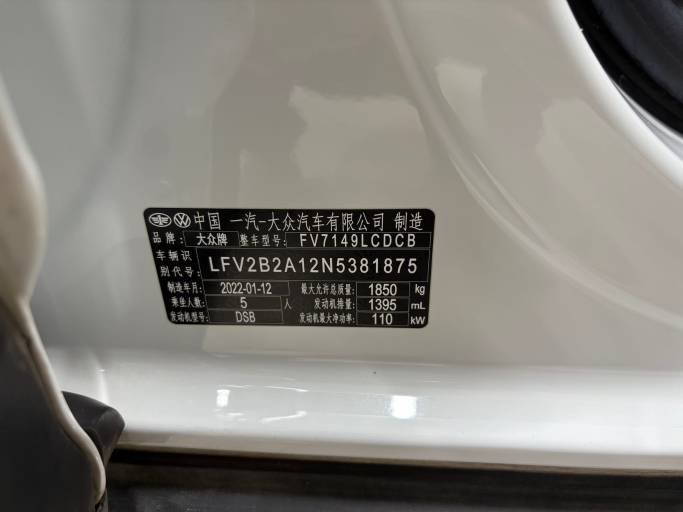 中国 一汽-大众汽车有限公司 制造
品牌: 大众牌 整车型号: FV7149LCDCB
车辆识别代号: LFV2B2A12N5381875
制造年月: 2022-01-12 最大允许总质量: 1850 kg
乘坐人数: 5 人 发动机排量: 1395 mL
发动机型号: DSB 发动机最大净功率: 110 kW